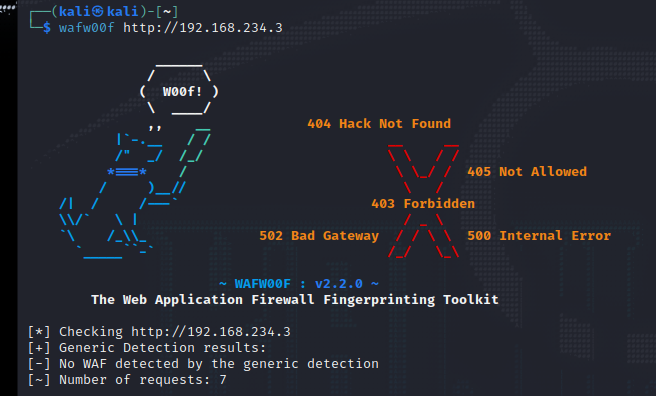 ┌──(kali㉿kali)-[~]
└─$ wafw00f http://192.168.234.3
( W00f! )
404 Hack Not Found
405 Not Allowed
403 Forbidden
502 Bad Gateway
500 Internal Error
~ WAFW00F : v2.2.0 ~
The Web Application Firewall Fingerprinting Toolkit
[*] Checking http://192.168.234.3
[+] Generic Detection results:
[-] No WAF detected by the generic detection
[~] Number of requests: 7